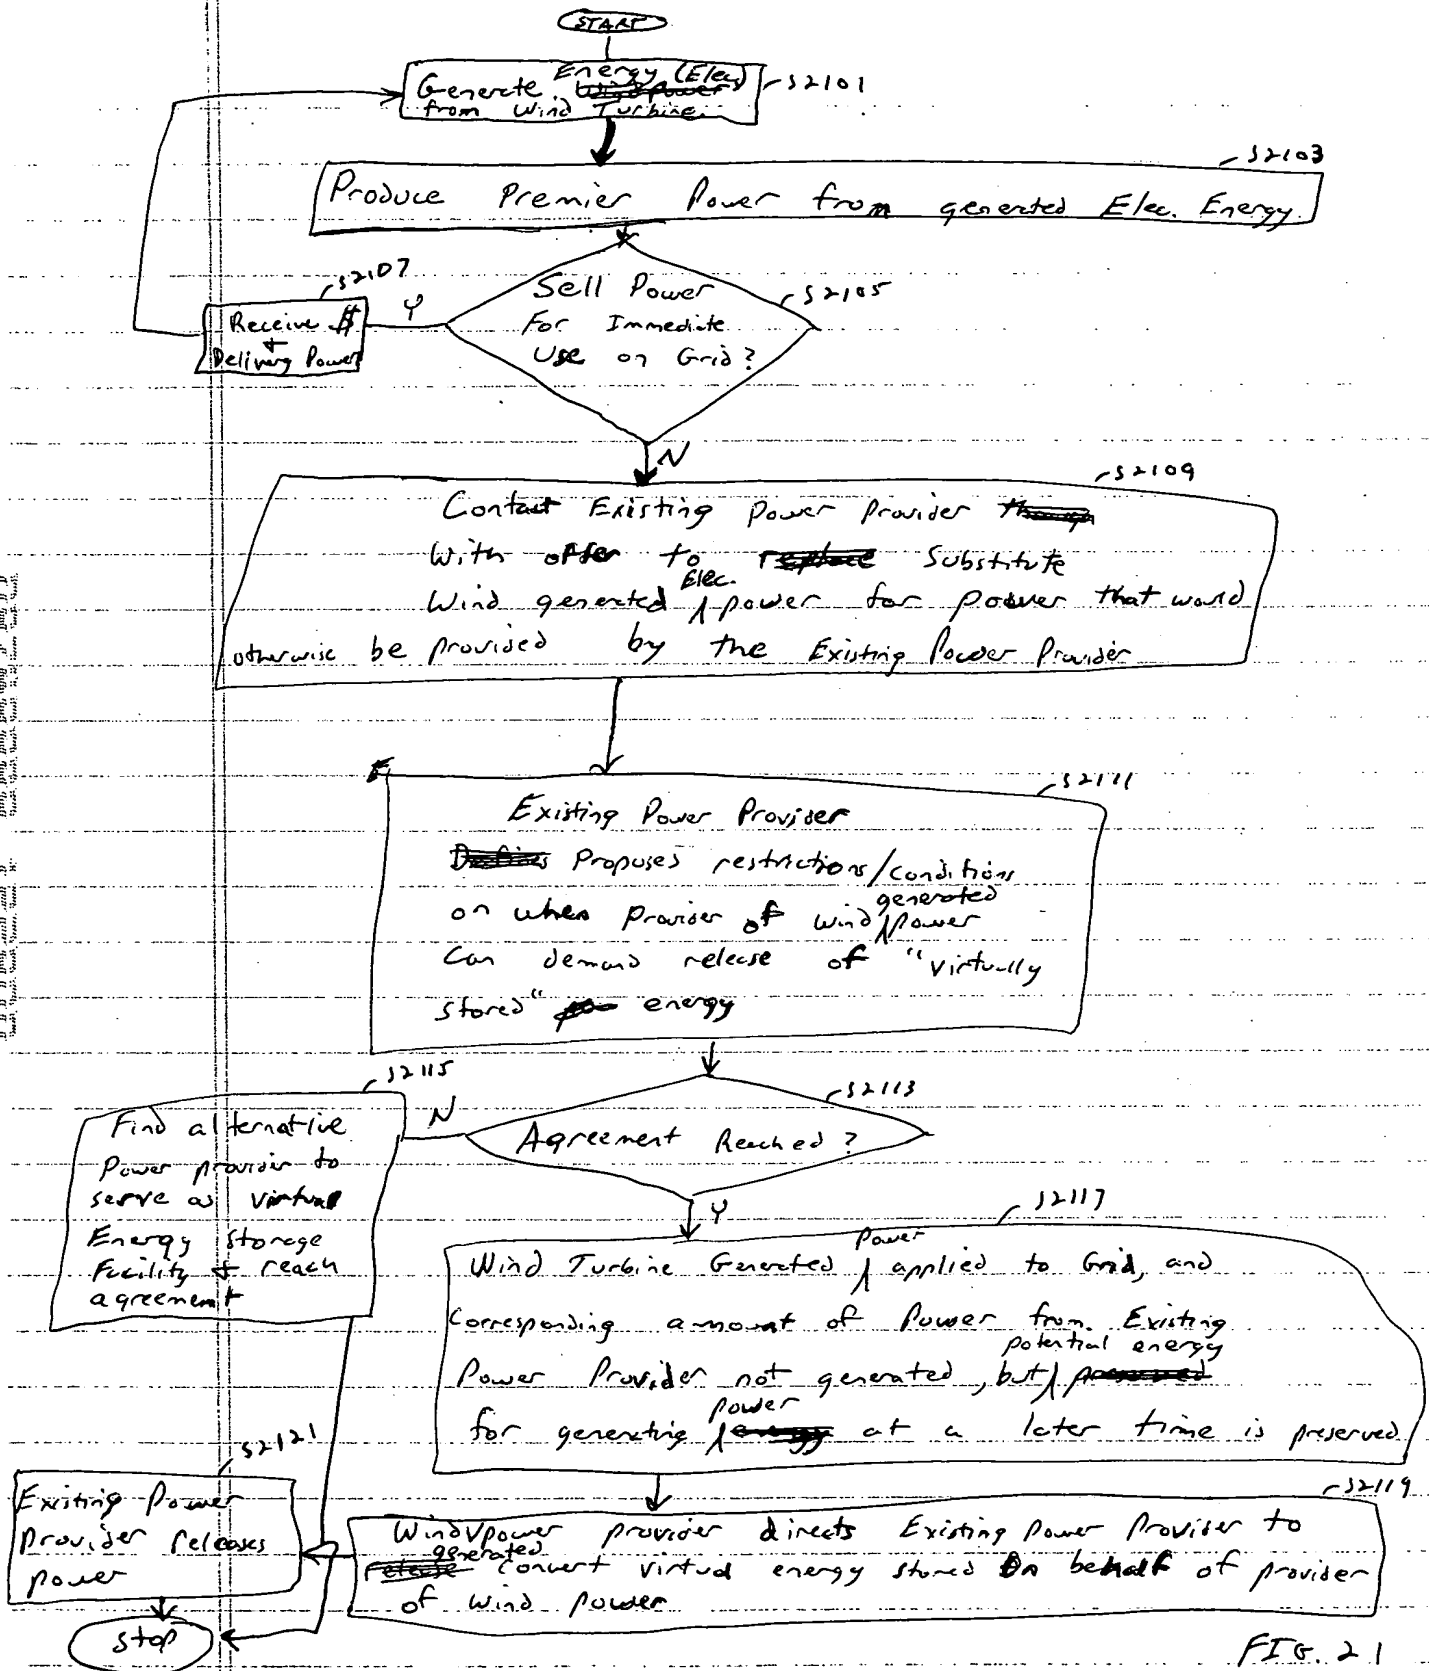 START
Energy (Elec)
Generate
from Wind Turbine.
S2101
S2103
Produce Premier Power from generated Elec. Energy
S2107
Receive $
+
Delivery Power
Y
Sell Power
For Immediate
Use on Grid?
S2105
N
S2109
Contact Existing Power Provider
With offer to Substitute
Elec.
Wind generated power for power that would
otherwise be provided by the Existing Power Provider
S2111
Existing Power Provider
Proposes restrictions/conditions
generated
on when Provider of wind power
Can demand release of "virtually
stored" energy
S2115
Find alternative
Power provider to
serve as virtual
Energy storage
Facility + reach
agreement
N
S2113
Agreement Reached?
Y
S2117
Power
Wind Turbine Generated applied to Grid, and
Corresponding amount of Power from Existing
potential energy
Power Provider not generated, but
power
for generating at a later time is preserved
S2121
Existing Power
Provider releases
power
S2119
Wind power provider directs Existing Power Provider to
generated
convert virtual energy stored on behalf of provider
of wind power
Stop
FIG. 21